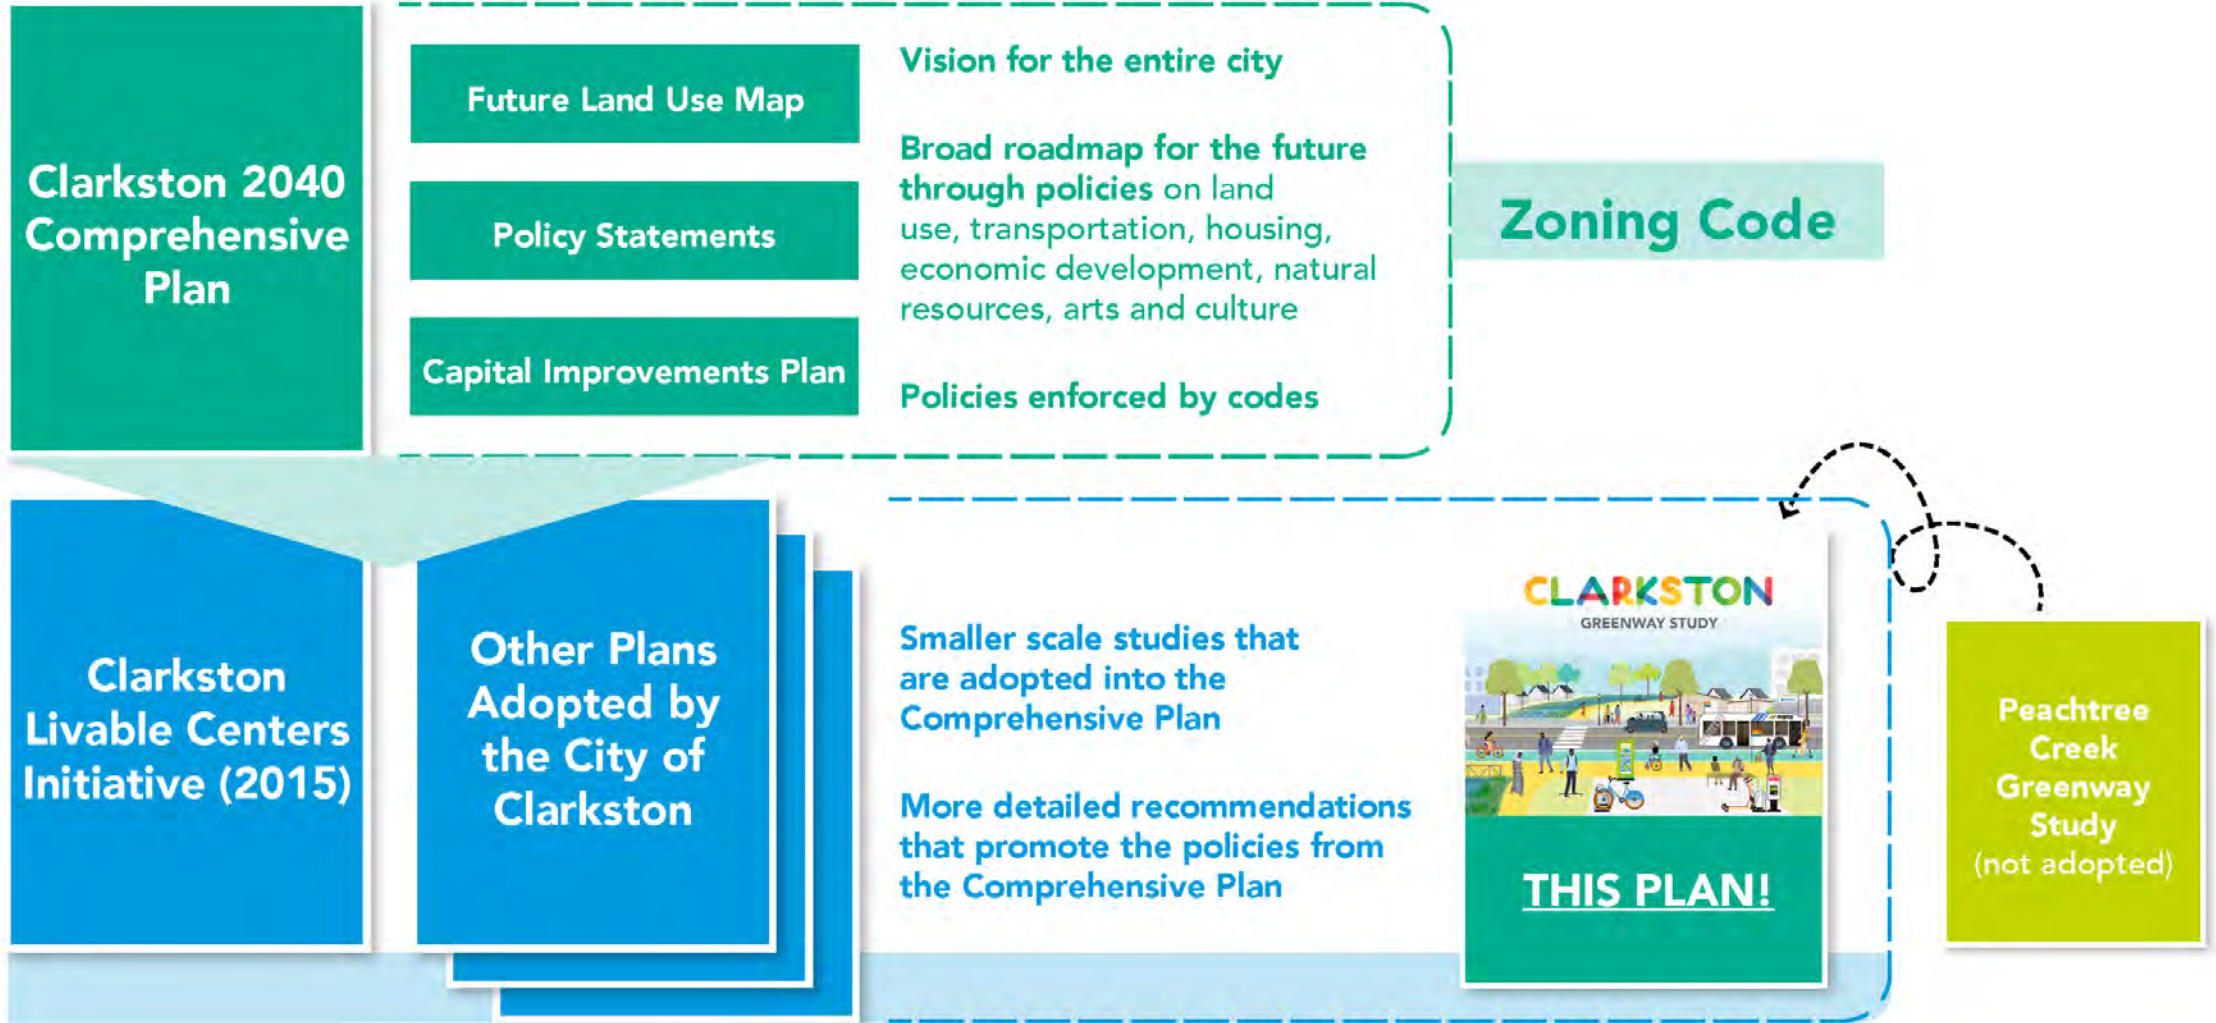 Clarkston 2040
Comprehensive
Plan
Future Land Use Map
Policy Statements
Capital Improvements Plan
Vision for the entire city
Broad roadmap for the future
through policies on land
use, transportation, housing,
economic development, natural
resources, arts and culture
Policies enforced by codes
Zoning Code
Clarkston
Livable Centers
Initiative (2015)
Other Plans
Adopted by
the City of
Clarkston
Smaller scale studies that
are adopted into the
Comprehensive Plan
More detailed recommendations
that promote the policies from
the Comprehensive Plan
CLARKSTON
GREENWAY STUDY
THIS PLAN!
Peachtree
Creek
Greenway
Study
(not adopted)